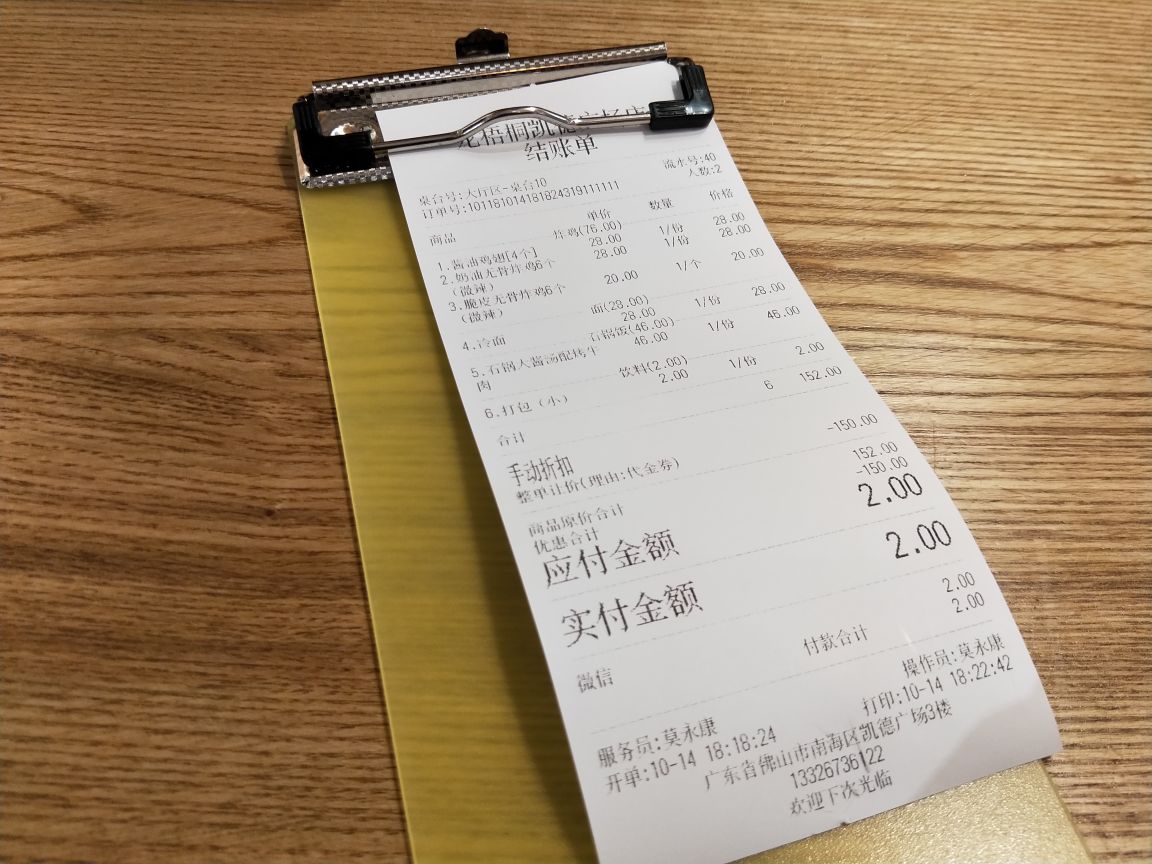 梧桐凯德广场店
结账单
流水号:40
桌台号:大厅区-桌台10 人数:2
订单号:101181014181824319111111
商品 单价 数量 价格
炸鸡(76.00)
1.酱油鸡翅[4个] 28.00 1/份 28.00
2.奶油无骨炸鸡6个 28.00 1/份 28.00
(微辣)
3.脆皮无骨炸鸡6个 20.00 1/个 20.00
(微辣)
面(28.00)
4.冷面 28.00 1/份 28.00
石锅饭(46.00)
5.石锅大酱汤配烤牛 46.00 1/份 46.00
肉
饮料(2.00)
6.打包(小) 2.00 1/份 2.00
合计 6 152.00
手动折扣
整单计价(理由:代金券) -150.00
商品原价合计 152.00
优惠合计 -150.00
应付金额 2.00
实付金额 2.00
微信 2.00
付款合计 2.00
服务员:莫永康 操作员:莫永康
开单:10-14 18:18:24 打印:10-14 18:22:42
广东省佛山市南海区凯德广场3楼
13326736122
欢迎下次光临